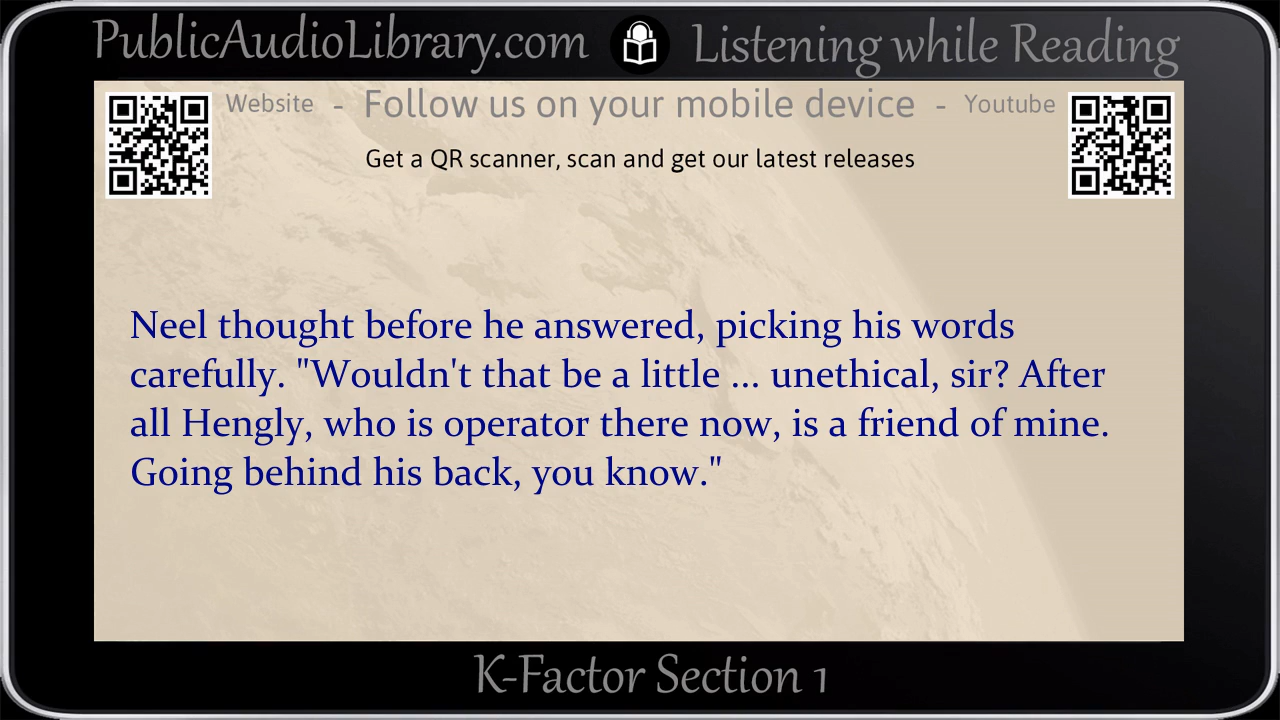 PublicAudioLibrary.com Listening while Reading
Website - Follow us on your mobile device - Youtube
Get a QR scanner, scan and get our latest releases
Neel thought before he answered, picking his words
carefully. "Wouldn't that be a little ... unethical, sir? After
all Hengly, who is operator there now, is a friend of mine.
Going behind his back, you know."
K-Factor Section 1